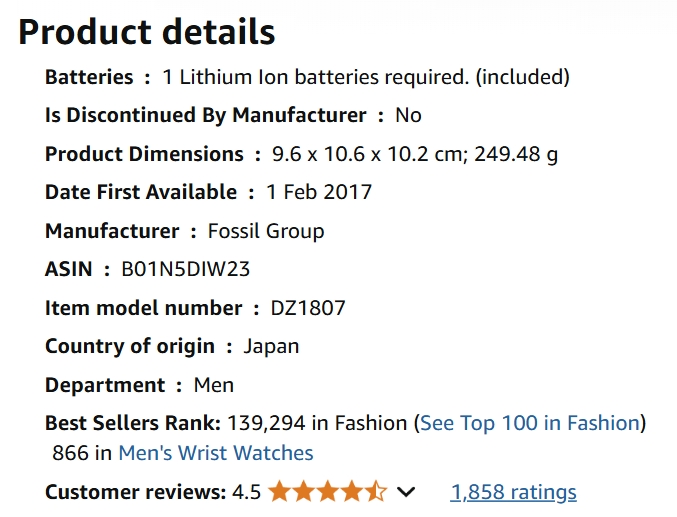 Product details
Batteries : 1 Lithium Ion batteries required. (included)
Is Discontinued By Manufacturer : No
Product Dimensions : 9.6 x 10.6 x 10.2 cm; 249.48 g
Date First Available : 1 Feb 2017
Manufacturer : Fossil Group
ASIN : B01N5DIW23
Item model number : DZ1807
Country of origin : Japan
Department : Men
Best Sellers Rank: 139,294 in Fashion (See Top 100 in Fashion)
866 in Men's Wrist Watches
Customer reviews: 4.5 1,858 ratings